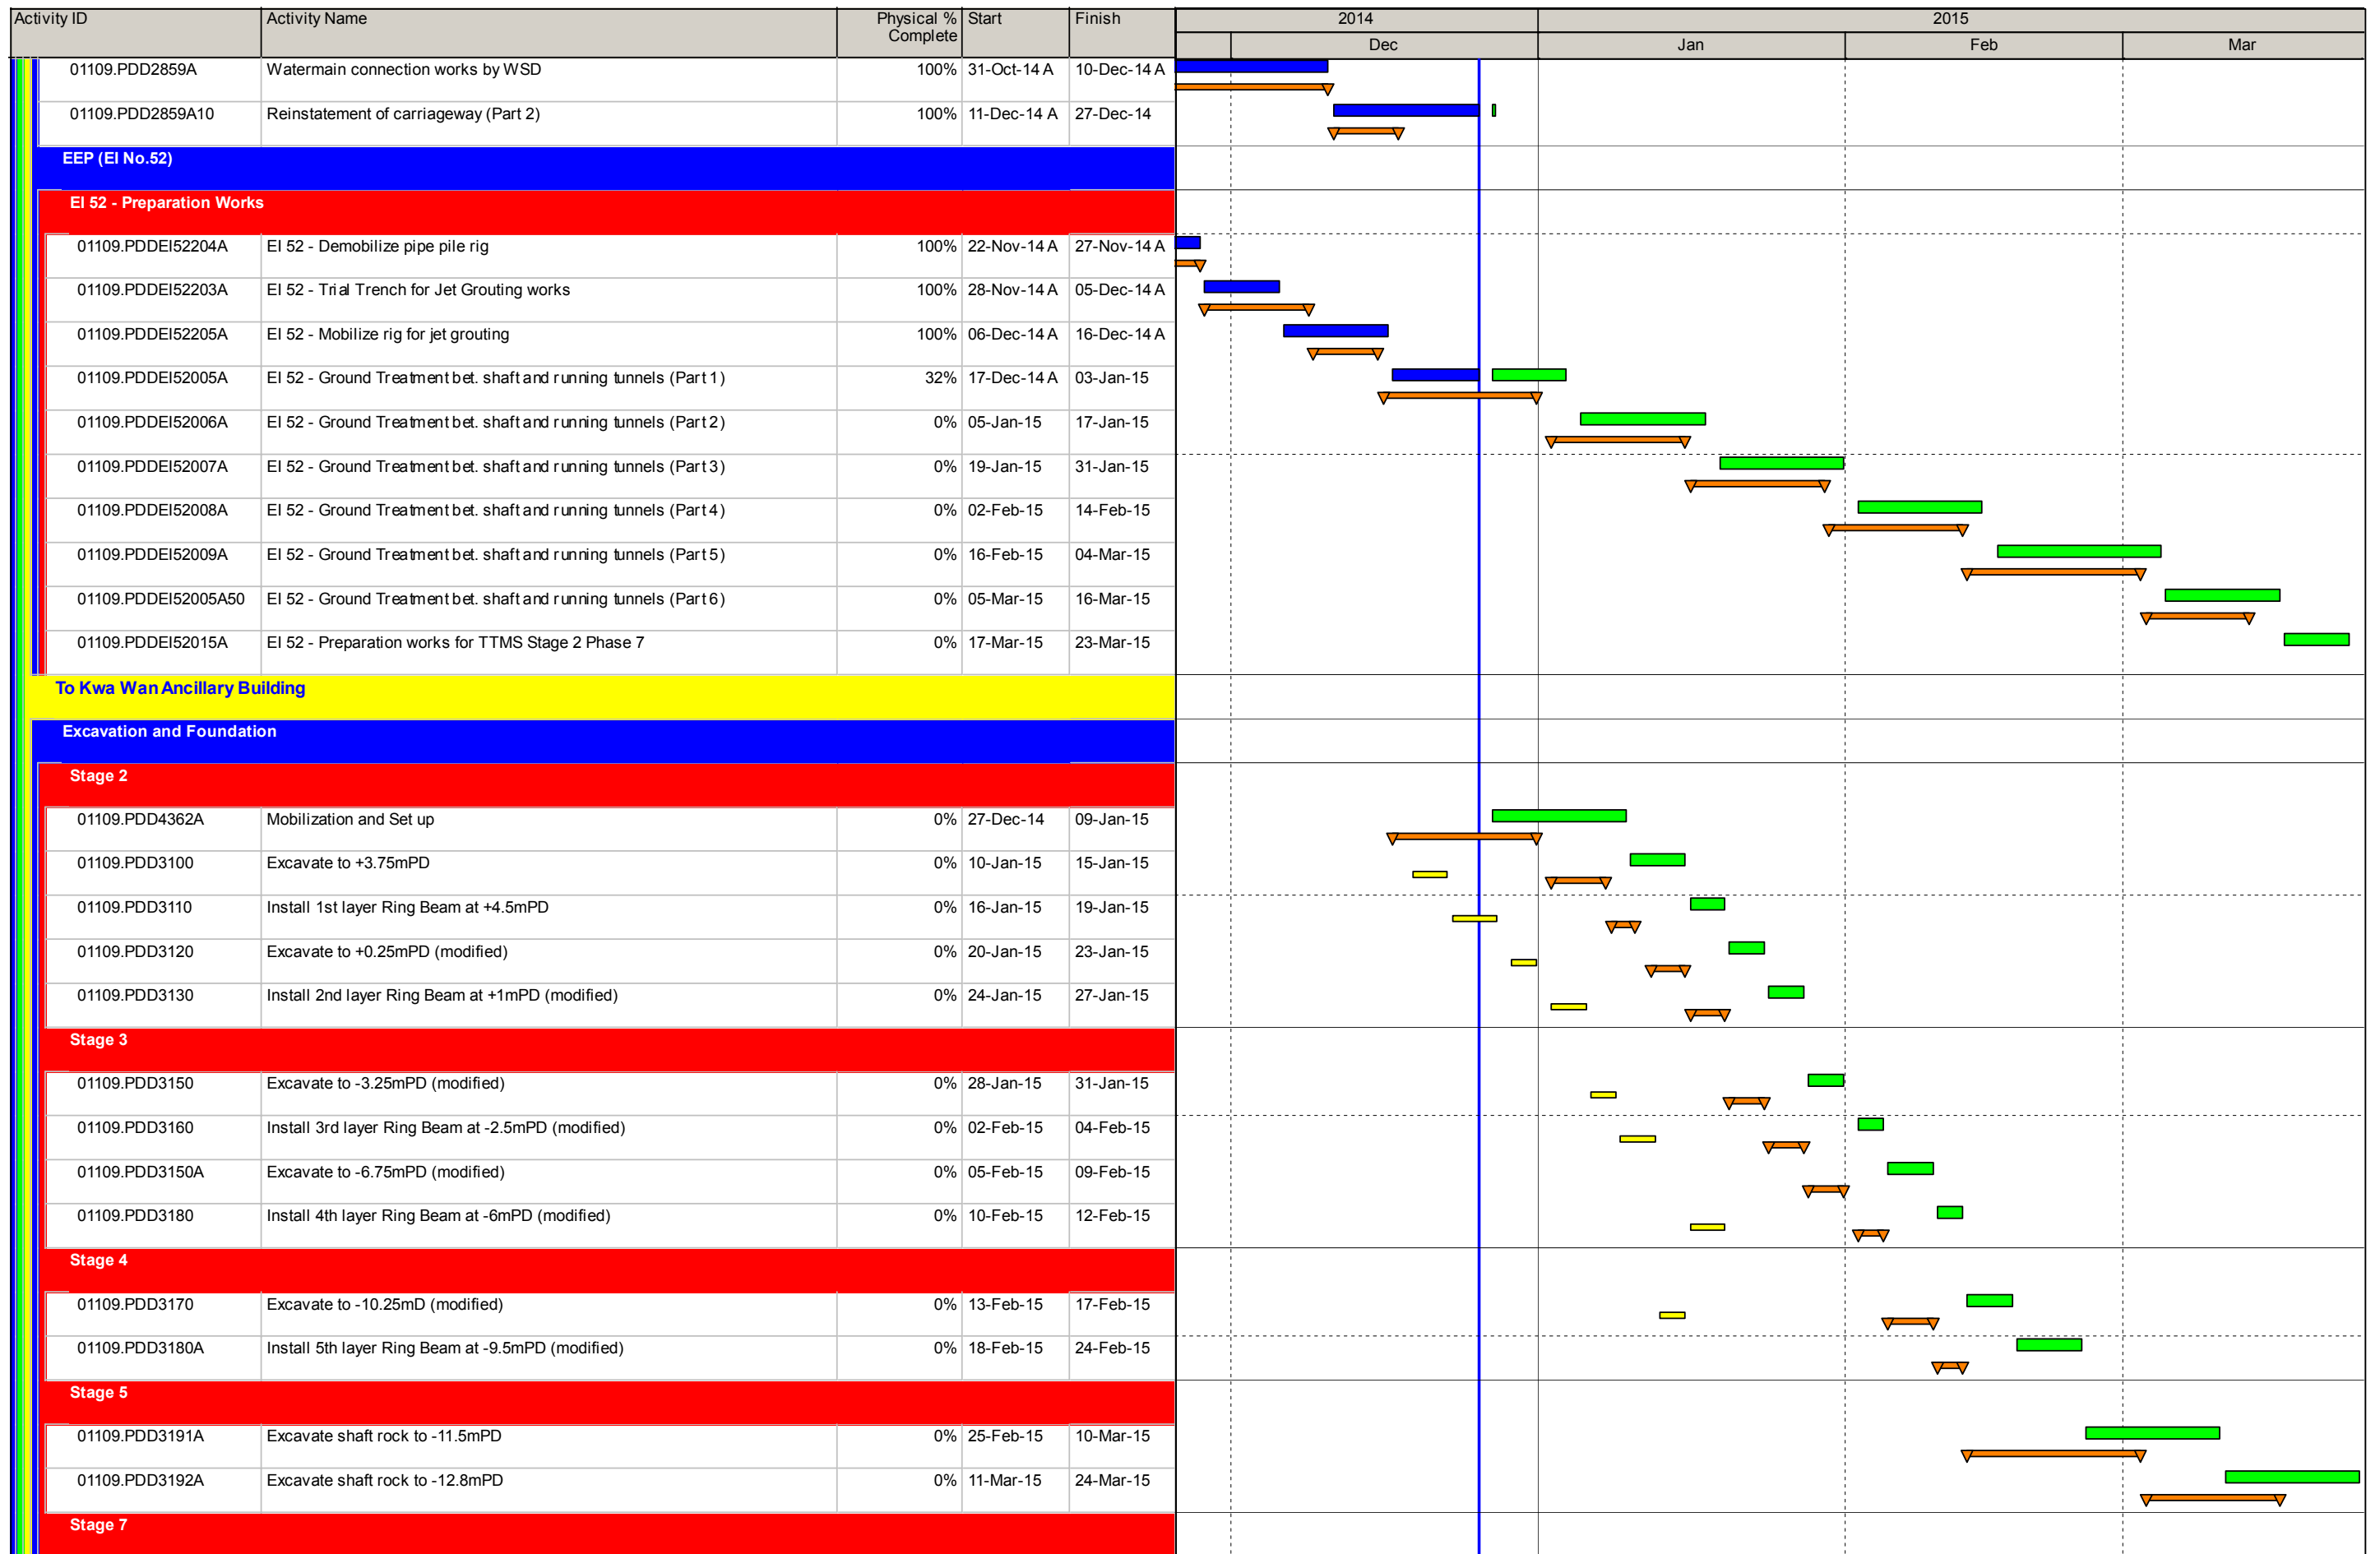 Activity ID Activity Name Physical % Complete Start Finish 2014 2015
Dec Jan Feb Mar
01109.PDD2859A Watermain connection works by WSD 100% 31-Oct-14 A 10-Dec-14 A
01109.PDD2859A10 Reinstatement of carriageway (Part 2) 100% 11-Dec-14 A 27-Dec-14
EEP (EI No.52)
EI 52 - Preparation Works
01109.PDDEI52204A EI 52 - Demobilize pipe pile rig 100% 22-Nov-14 A 27-Nov-14 A
01109.PDDEI52203A EI 52 - Trial Trench for Jet Grouting works 100% 28-Nov-14 A 05-Dec-14 A
01109.PDDEI52205A EI 52 - Mobilize rig for jet grouting 100% 06-Dec-14 A 16-Dec-14 A
01109.PDDEI52005A EI 52 - Ground Treatment bet. shaft and running tunnels (Part 1) 32% 17-Dec-14 A 03-Jan-15
01109.PDDEI52006A EI 52 - Ground Treatment bet. shaft and running tunnels (Part 2) 0% 05-Jan-15 17-Jan-15
01109.PDDEI52007A EI 52 - Ground Treatment bet. shaft and running tunnels (Part 3) 0% 19-Jan-15 31-Jan-15
01109.PDDEI52008A EI 52 - Ground Treatment bet. shaft and running tunnels (Part 4) 0% 02-Feb-15 14-Feb-15
01109.PDDEI52009A EI 52 - Ground Treatment bet. shaft and running tunnels (Part 5) 0% 16-Feb-15 04-Mar-15
01109.PDDEI52005A50 EI 52 - Ground Treatment bet. shaft and running tunnels (Part 6) 0% 05-Mar-15 16-Mar-15
01109.PDDEI52015A EI 52 - Preparation works for TTMS Stage 2 Phase 7 0% 17-Mar-15 23-Mar-15
To Kwa Wan Ancillary Building
Excavation and Foundation
Stage 2
01109.PDD4362A Mobilization and Set up 0% 27-Dec-14 09-Jan-15
01109.PDD3100 Excavate to +3.75mPD 0% 10-Jan-15 15-Jan-15
01109.PDD3110 Install 1st layer Ring Beam at +4.5mPD 0% 16-Jan-15 19-Jan-15
01109.PDD3120 Excavate to +0.25mPD (modified) 0% 20-Jan-15 23-Jan-15
01109.PDD3130 Install 2nd layer Ring Beam at +1mPD (modified) 0% 24-Jan-15 27-Jan-15
Stage 3
01109.PDD3150 Excavate to -3.25mPD (modified) 0% 28-Jan-15 31-Jan-15
01109.PDD3160 Install 3rd layer Ring Beam at -2.5mPD (modified) 0% 02-Feb-15 04-Feb-15
01109.PDD3150A Excavate to -6.75mPD (modified) 0% 05-Feb-15 09-Feb-15
01109.PDD3180 Install 4th layer Ring Beam at -6mPD (modified) 0% 10-Feb-15 12-Feb-15
Stage 4
01109.PDD3170 Excavate to -10.25mD (modified) 0% 13-Feb-15 17-Feb-15
01109.PDD3180A Install 5th layer Ring Beam at -9.5mPD (modified) 0% 18-Feb-15 24-Feb-15
Stage 5
01109.PDD3191A Excavate shaft rock to -11.5mPD 0% 25-Feb-15 10-Mar-15
01109.PDD3192A Excavate shaft rock to -12.8mPD 0% 11-Mar-15 24-Mar-15
Stage 7